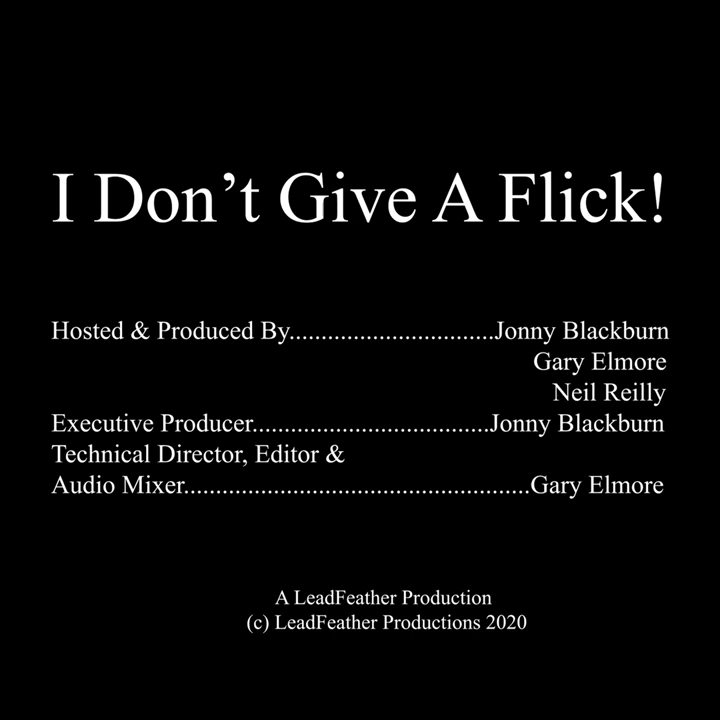 I Don’t Give A Flick!
Hosted & Produced By................................Jonny Blackburn
Gary Elmore
Neil Reilly
Executive Producer.....................................Jonny Blackburn
Technical Director, Editor &
Audio Mixer......................................................Gary Elmore
A LeadFeather Production
(c) LeadFeather Productions 2020